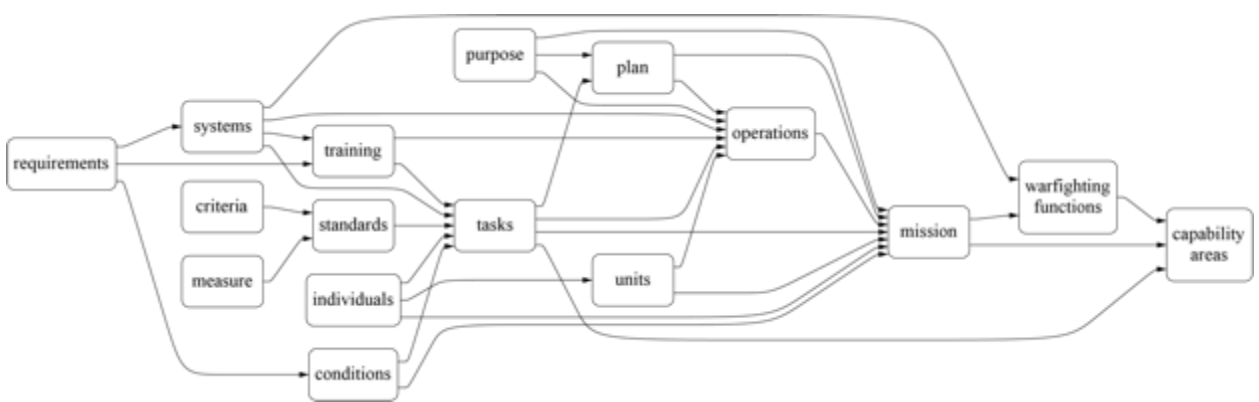 purpose
plan
systems
operations
requirements
training
warfighting
functions
criteria
standards
tasks
mission
capability
areas
measure
individuals
units
conditions